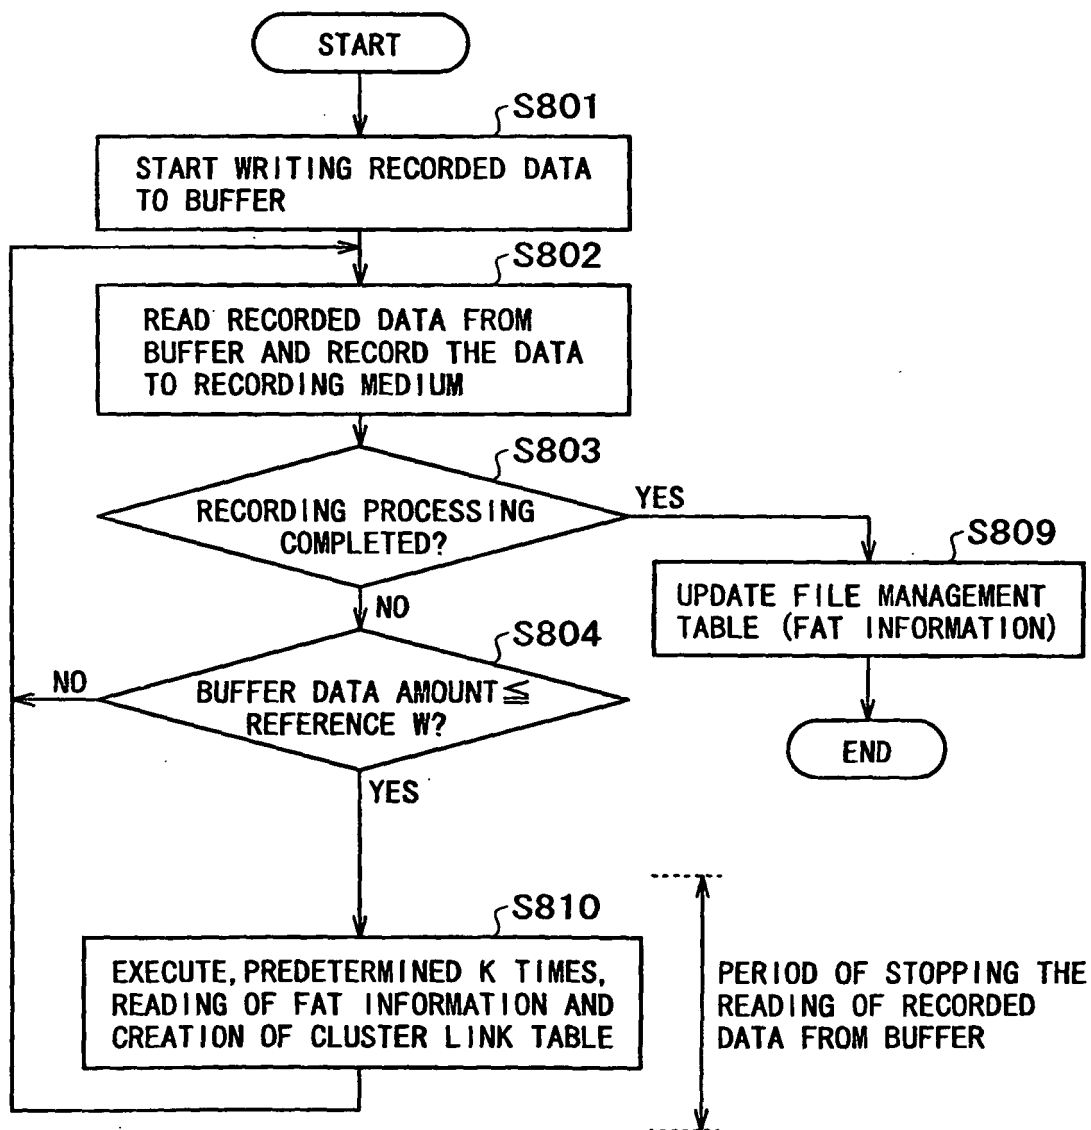 START
S801
START WRITING RECORDED DATA
TO BUFFER
S802
READ RECORDED DATA FROM
BUFFER AND RECORD THE DATA
TO RECORDING MEDIUM
S803
RECORDING PROCESSING
COMPLETED?
YES
S809
UPDATE FILE MANAGEMENT
TABLE (FAT INFORMATION)
END
NO
S804
BUFFER DATA AMOUNT≦
REFERENCE W?
NO
YES
S810
EXECUTE, PREDETERMINED K TIMES,
READING OF FAT INFORMATION AND
CREATION OF CLUSTER LINK TABLE
PERIOD OF STOPPING THE
READING OF RECORDED
DATA FROM BUFFER